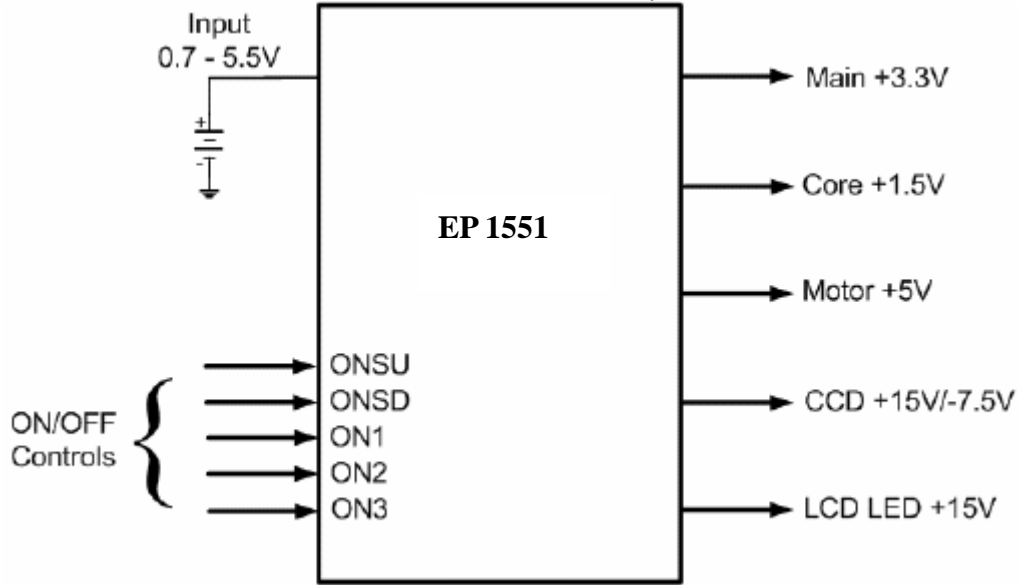 Input
0.7 - 5.5V
+
-
Main +3.3V
Core +1.5V
EP 1551
Motor +5V
ONSU
ONSD
ON1
ON2
ON3
ON/OFF
Controls
CCD +15V/-7.5V
LCD LED +15V